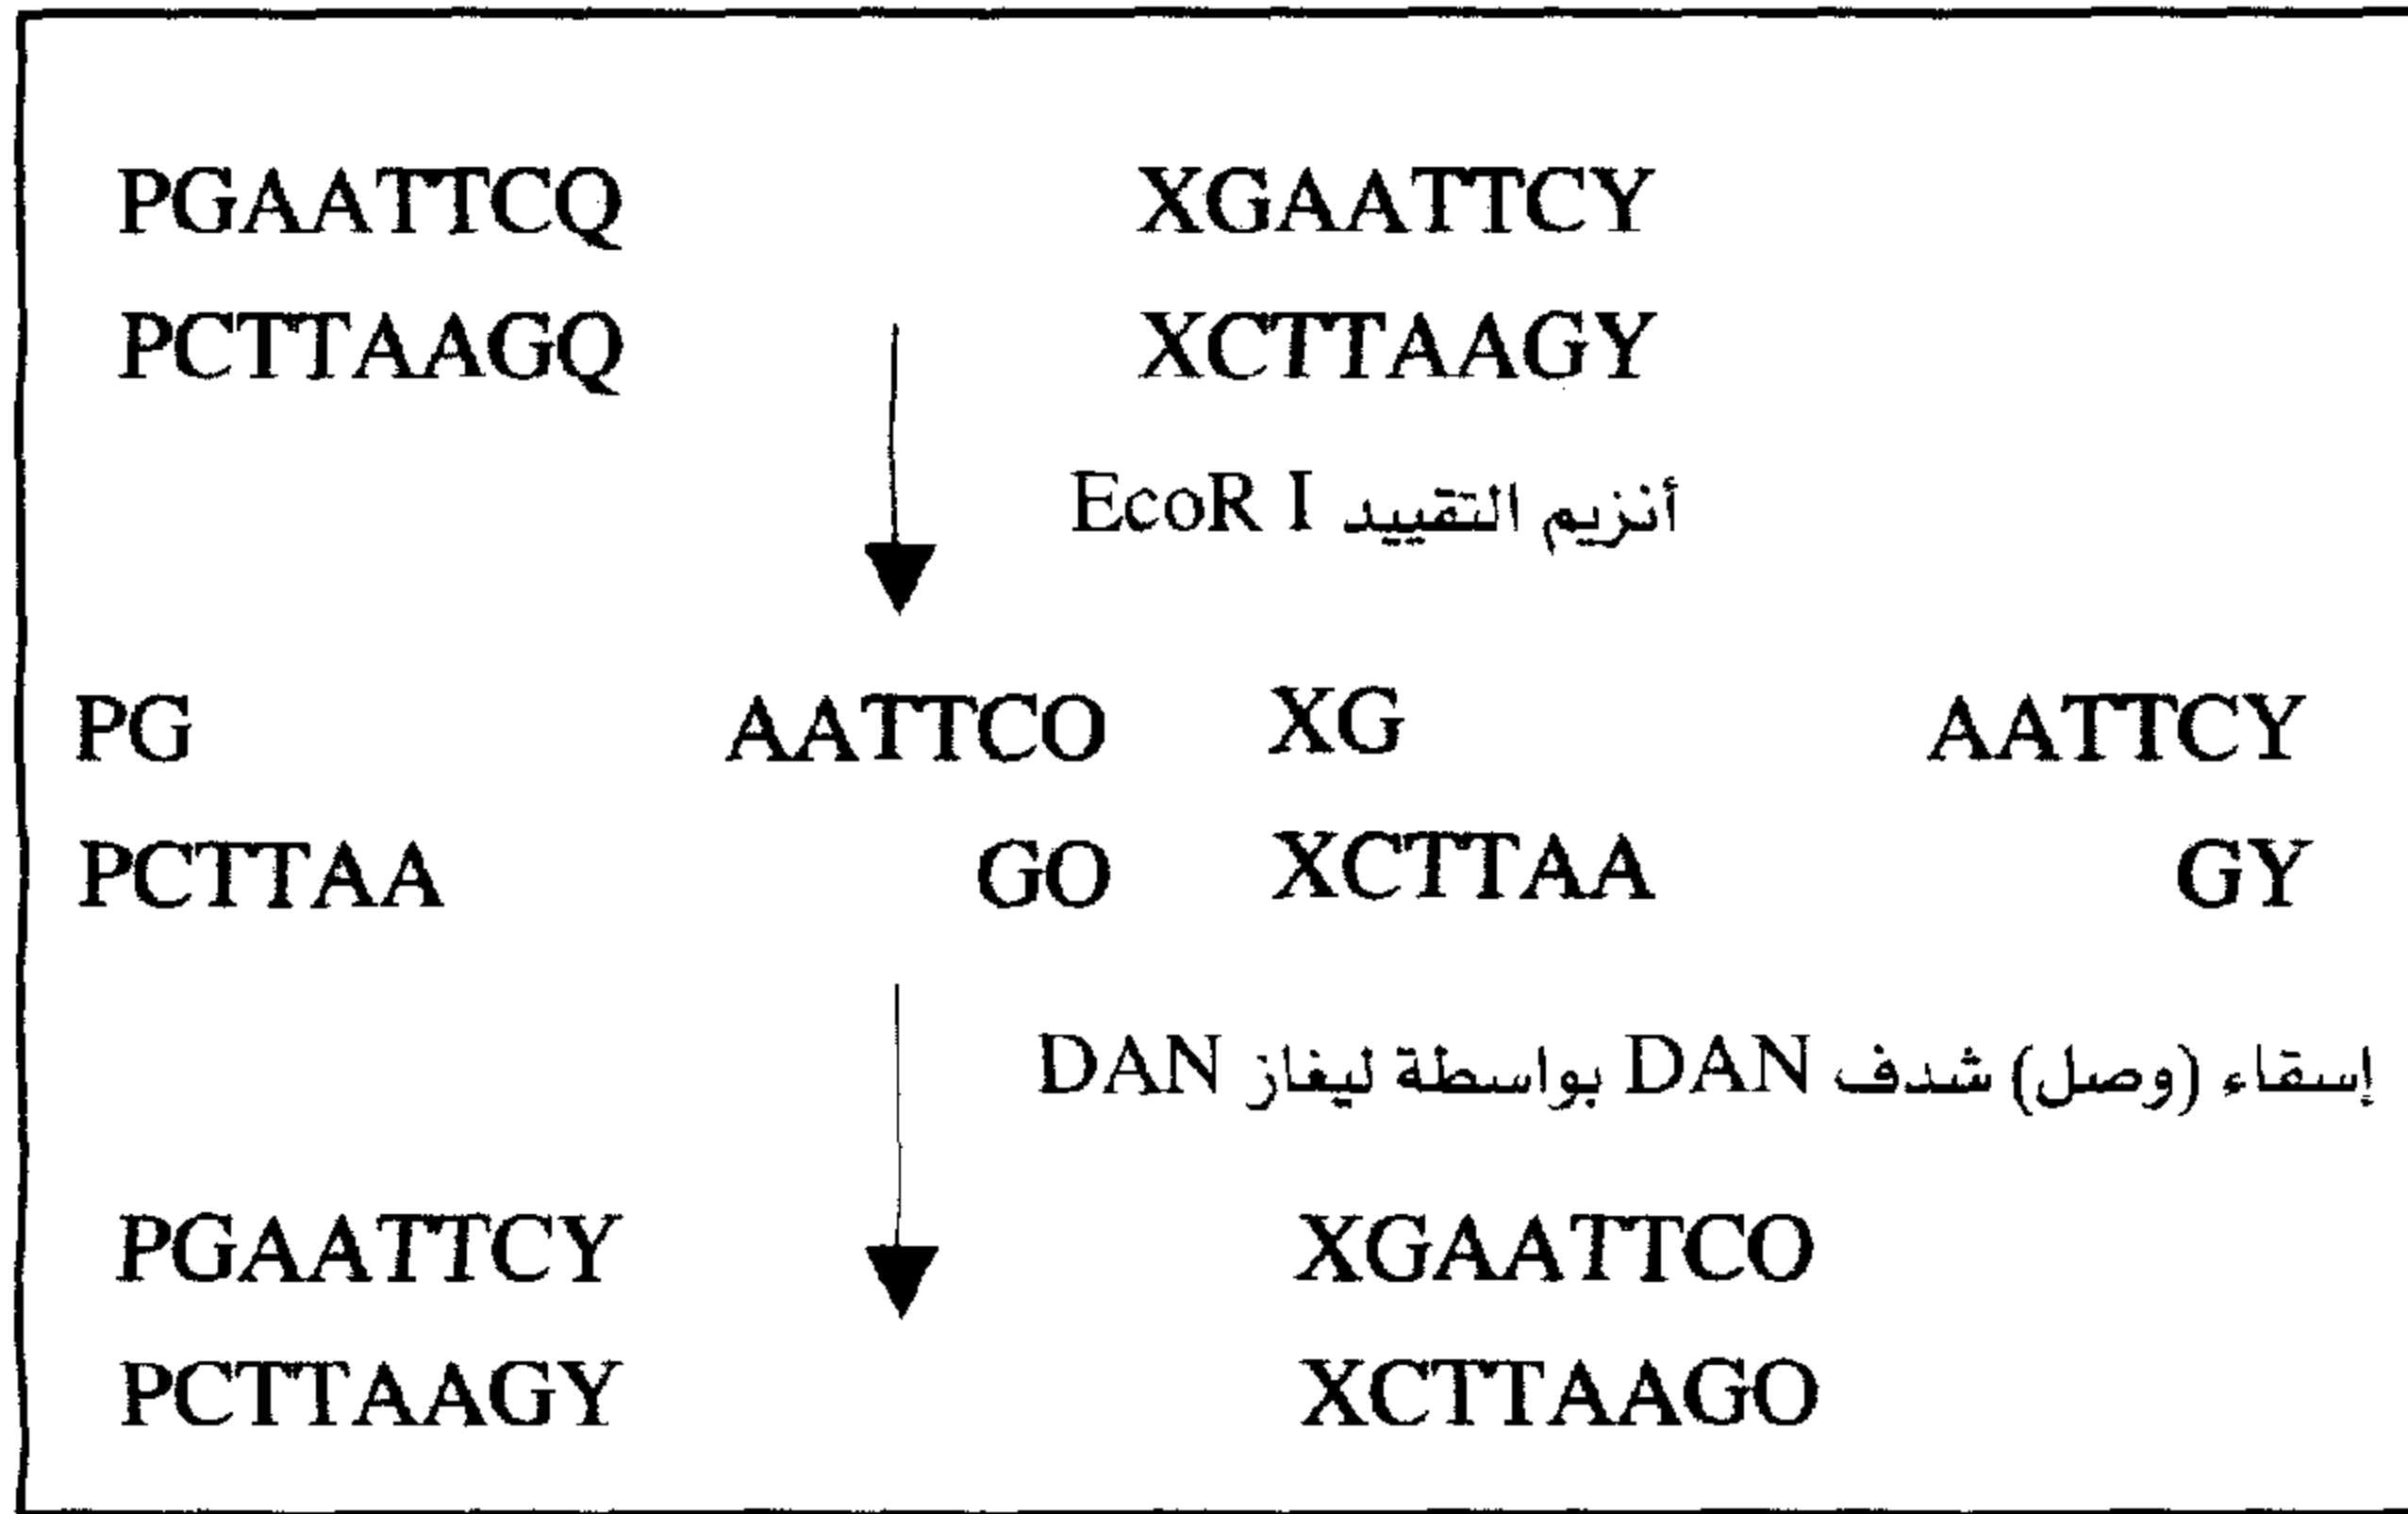 PGAATTCQ XGAATTCY
PCTTAAGQ XCTTAAGY
أنزيم التقييد EcoR I
PG AATTCO XG AATTCY
PCTTAA GO XCTTAA GY
إسقاء (وصل) شدف DAN بواسطة ليغاز DAN
PGAATTCY XGAATTCO
PCTTAAGY XCTTAAGO